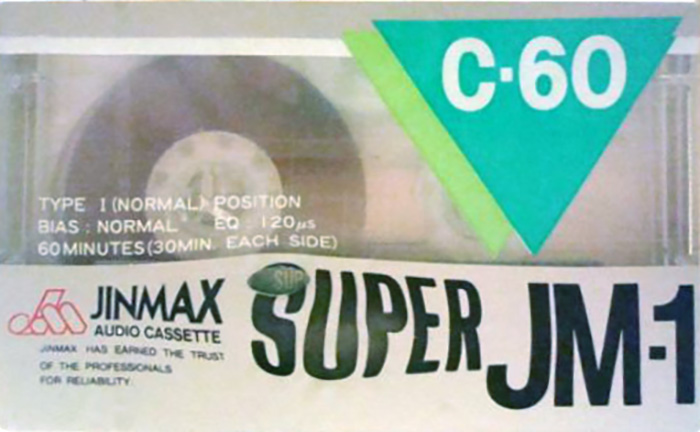 C·60
TYPE I (NORMAL) POSITION
BIAS : NORMAL EQ : 120µs
60 MINUTES (30MIN. EACH SIDE)
JINMAX
AUDIO CASSETTE
JINMAX HAS EARNED THE TRUST
OF THE PROFESSIONALS
FOR RELIABILITY
SUP
SUPER JM-1